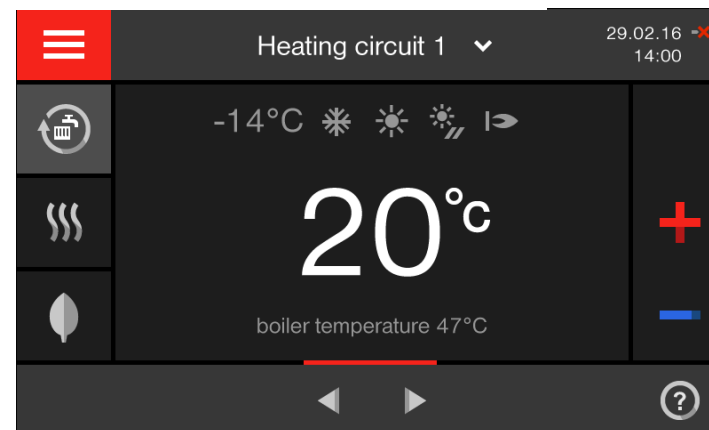 Heating circuit 1
29.02.16
14:00
-14°C
20°C
boiler temperature 47°C
?